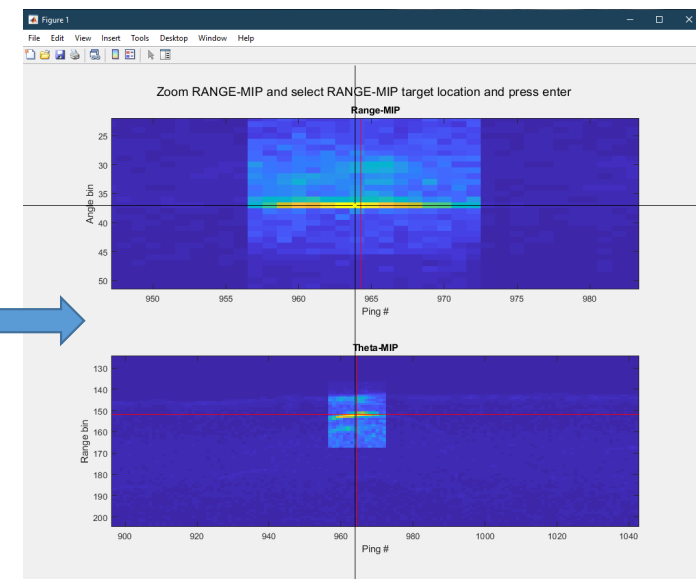 Figure 1
File Edit View Insert Tools Desktop Window Help
Zoom RANGE-MIP and select RANGE-MIP target location and press enter
Range-MIP
25
30
35
40
45
50
Angle bin
950 955 960 965 970 975 980
Ping #
Theta-MIP
130
140
150
160
170
180
190
200
Range bin
900 920 940 960 980 1000 1020 1040
Ping #